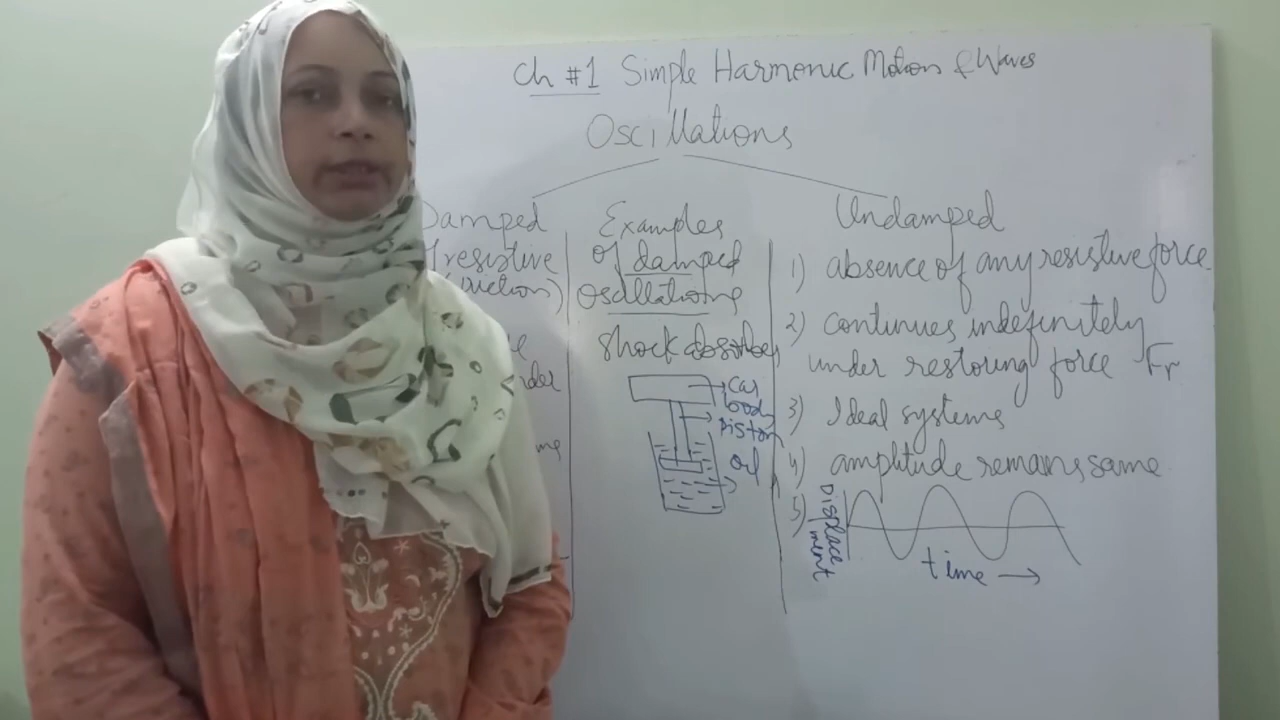 Ch #1 Simple Harmonic Motion & Waves
Oscillations
Damped
resistive
Examples
of damped
oscillations
Shock absorber
Car
body
Piston
Oil
Undamped
1) absence of any resistive force
2) continues indefinitely
under restoring force Fr
3) Ideal systems
4) amplitude remains same
5)
Displace
ment
time →